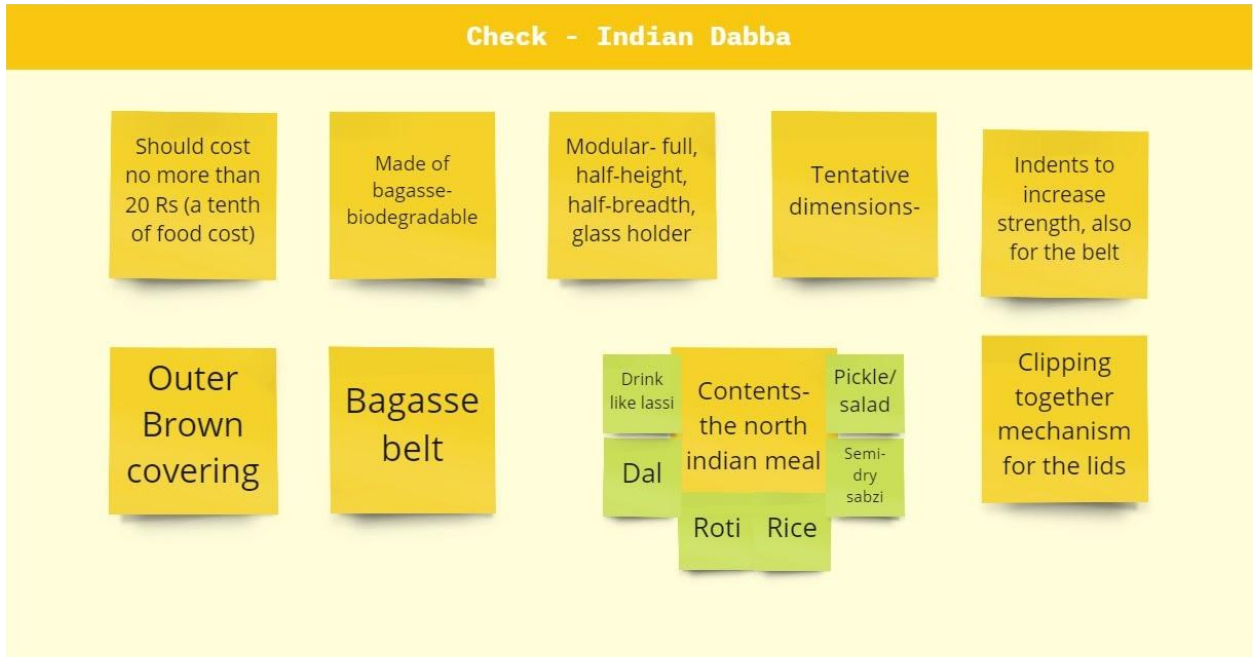 Check - Indian Dabba
Should cost
no more than
20 Rs (a tenth
of food cost)
Made of
bagasse-
biodegradable
Modular- full,
half-height,
half-breadth,
glass holder
Tentative
dimensions-
Indents to
increase
strength, also
for the belt
Outer
Brown
covering
Bagasse
belt
Drink
like lassi
Dal
Contents-
the north
indian meal
Roti
Rice
Pickle/
salad
Semi-
dry
sabzi
Clipping
together
mechanism
for the lids